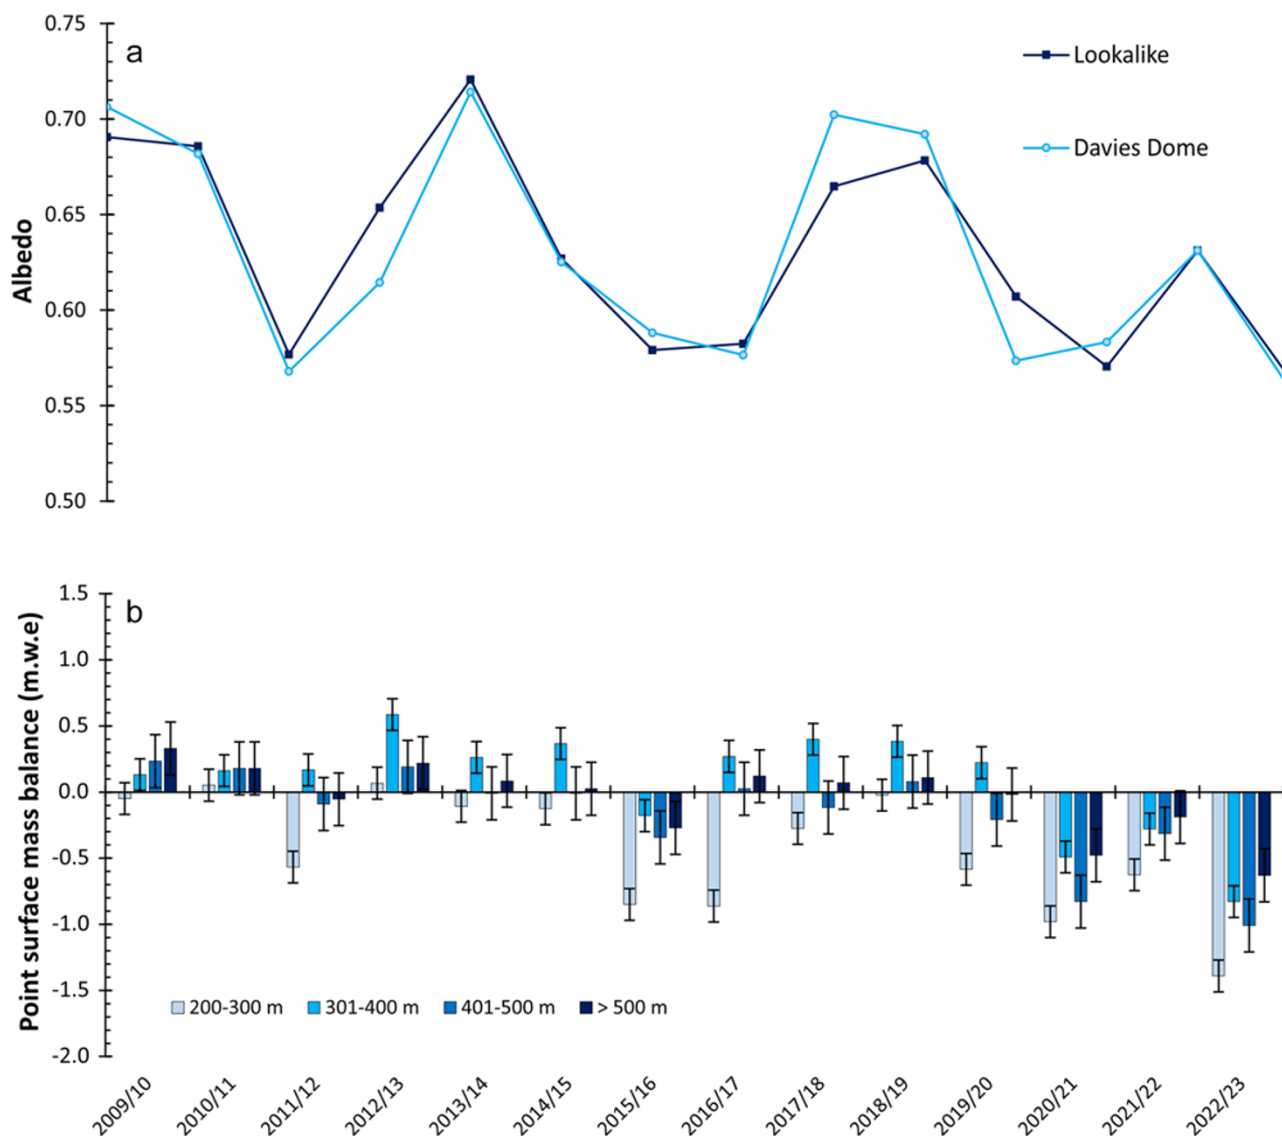 a
0.75
0.70
0.65
0.60
0.55
0.50
Albedo
Lookalike
Davies Dome
b
1.5
1.0
0.5
0.0
-0.5
-1.0
-1.5
-2.0
Point surface mass balance (m.w.e)
200-300 m
301-400 m
401-500 m
> 500 m
2009/10
2010/11
2011/12
2012/13
2013/14
2014/15
2015/16
2016/17
2017/18
2018/19
2019/20
2020/21
2021/22
2022/23